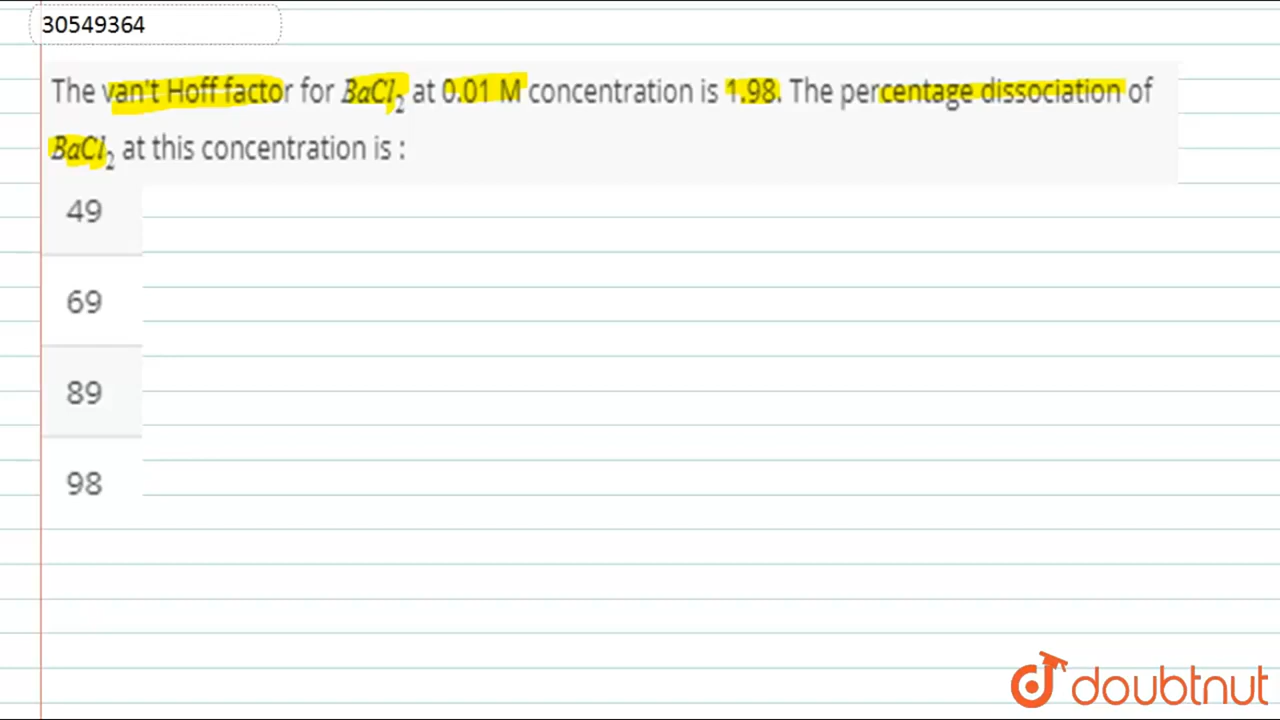 30549364
The van't Hoff factor for BaCl₂ at 0.01 M concentration is 1.98. The percentage dissociation of
BaCl₂ at this concentration is :
49
69
89
98
doubtnut